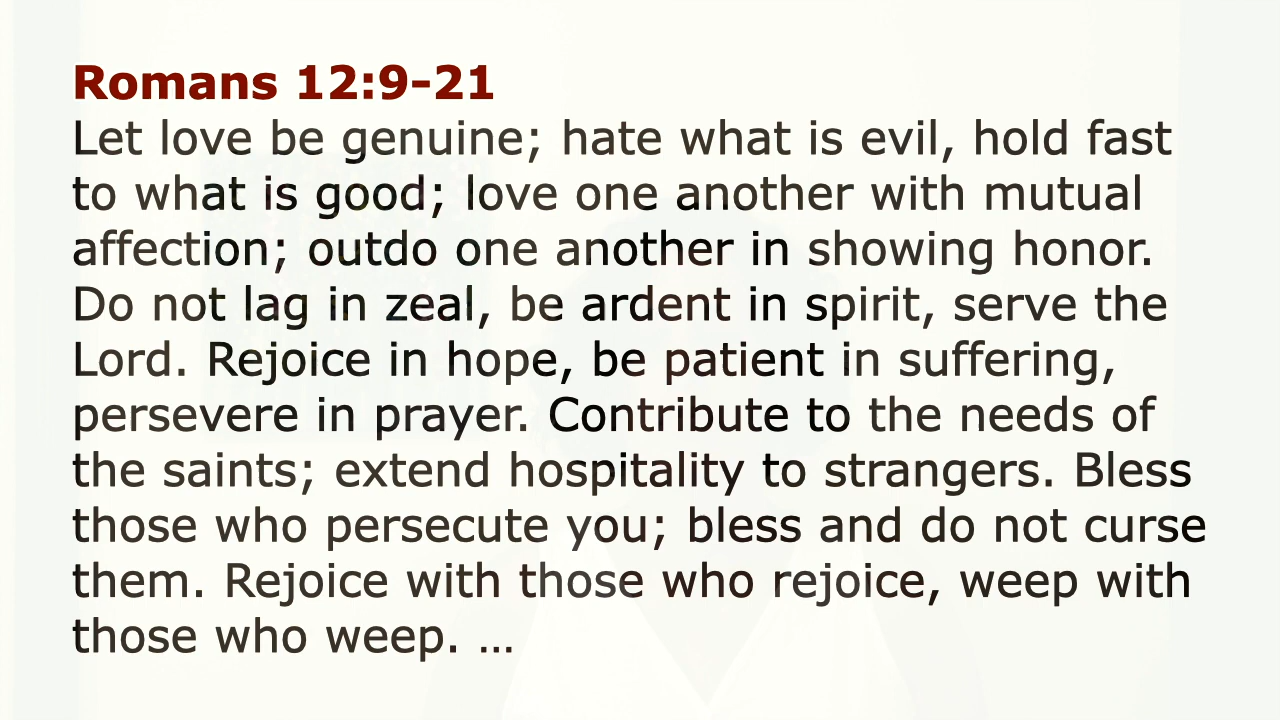 Romans 12:9-21
Let love be genuine; hate what is evil, hold fast
to what is good; love one another with mutual
affection; outdo one another in showing honor.
Do not lag in zeal, be ardent in spirit, serve the
Lord. Rejoice in hope, be patient in suffering,
persevere in prayer. Contribute to the needs of
the saints; extend hospitality to strangers. Bless
those who persecute you; bless and do not curse
them. Rejoice with those who rejoice, weep with
those who weep. …